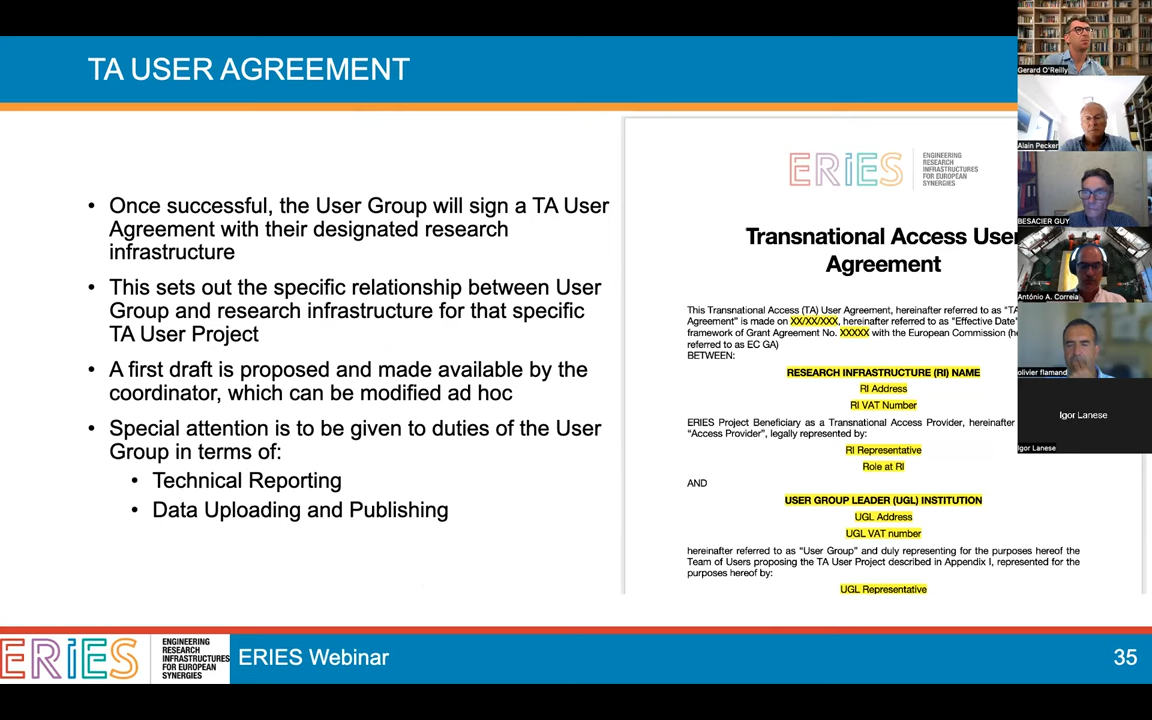 TA USER AGREEMENT
• Once successful, the User Group will sign a TA User
Agreement with their designated research
infrastructure
• This sets out the specific relationship between User
Group and research infrastructure for that specific
TA User Project
• A first draft is proposed and made available by the
coordinator, which can be modified ad hoc
• Special attention is to be given to duties of the User
Group in terms of:
• Technical Reporting
• Data Uploading and Publishing
ERIES
ENGINEERING
RESEARCH
INFRASTRUCTURES
FOR EUROPEAN
SYNERGIES
Transnational Access User
Agreement
This Transnational Access (TA) User Agreement, hereinafter referred to as "TA
Agreement" is made on XX/XX/XXX, hereinafter referred to as "Effective Date"
framework of Grant Agreement No. XXXXX with the European Commission (he
referred to as EC GA)
BETWEEN:
RESEARCH INFRASTRUCTURE (RI) NAME
RI Address
RI VAT Number
ERIES Project Beneficiary as a Transnational Access Provider, hereinafter
"Access Provider", legally represented by:
RI Representative
Role at RI
AND
USER GROUP LEADER (UGL) INSTITUTION
UGL Address
UGL VAT number
hereinafter referred to as "User Group" and duly representing for the purposes hereof the
Team of Users proposing the TA User Project described in Appendix I, represented for the
purposes hereof by:
UGL Representative
Gerard O'Reilly
Alain Pecker
BESACIER GUY
António A. Correia
olivier flamand
Igor Lanese
Igor Lanese
ERIES
ENGINEERING
RESEARCH
INFRASTRUCTURES
FOR EUROPEAN
SYNERGIES
ERIES Webinar
35